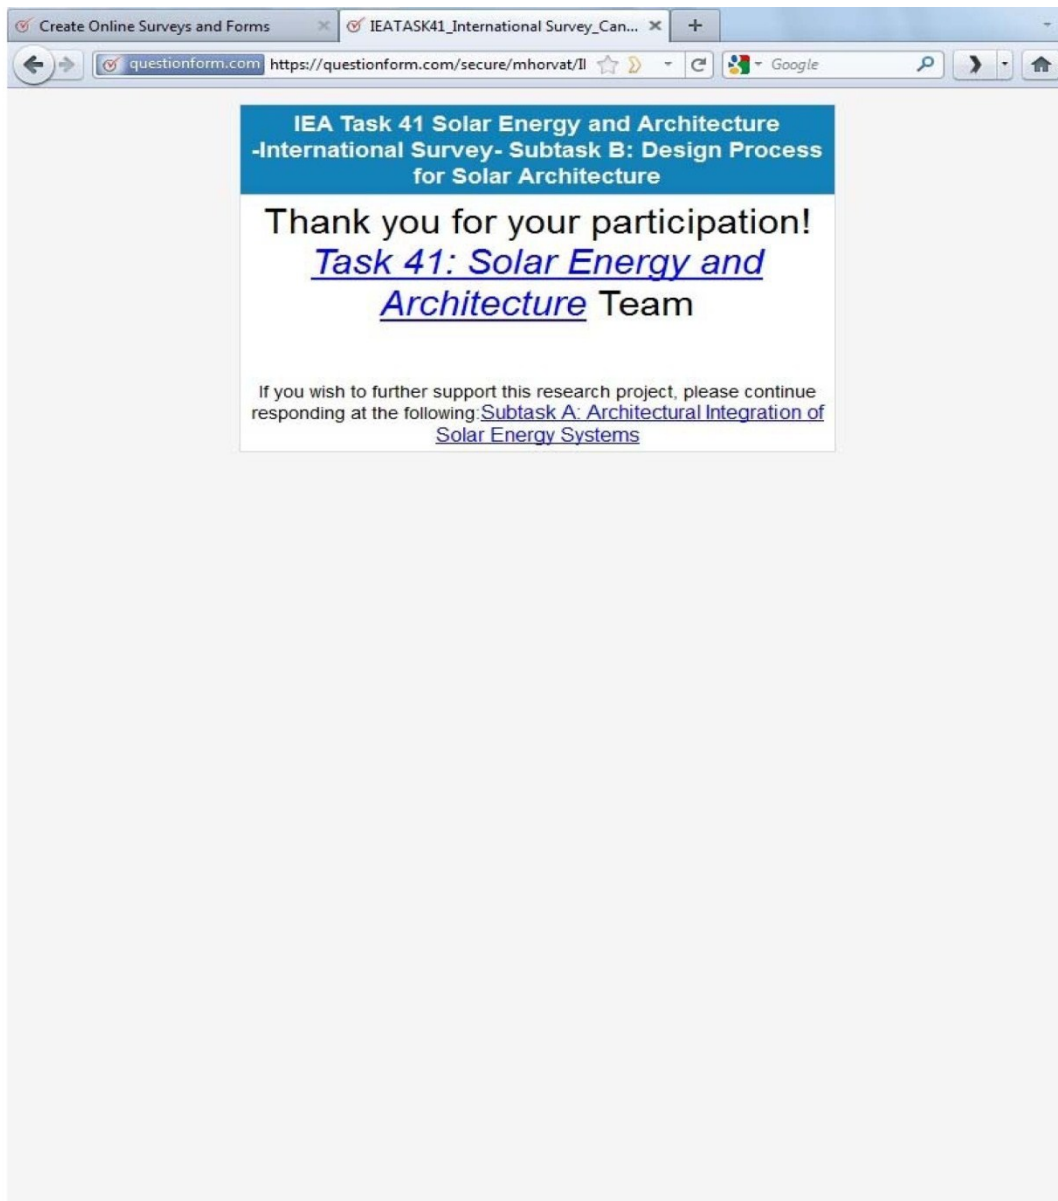 Create Online Surveys and Forms
IEATASK41_International Survey_Can...
questionform.com https://questionform.com/secure/mhorvat/Il
Google
IEA Task 41 Solar Energy and Architecture
-International Survey- Subtask B: Design Process
for Solar Architecture
Thank you for your participation!
Task 41: Solar Energy and
Architecture Team
If you wish to further support this research project, please continue
responding at the following:Subtask A: Architectural Integration of
Solar Energy Systems